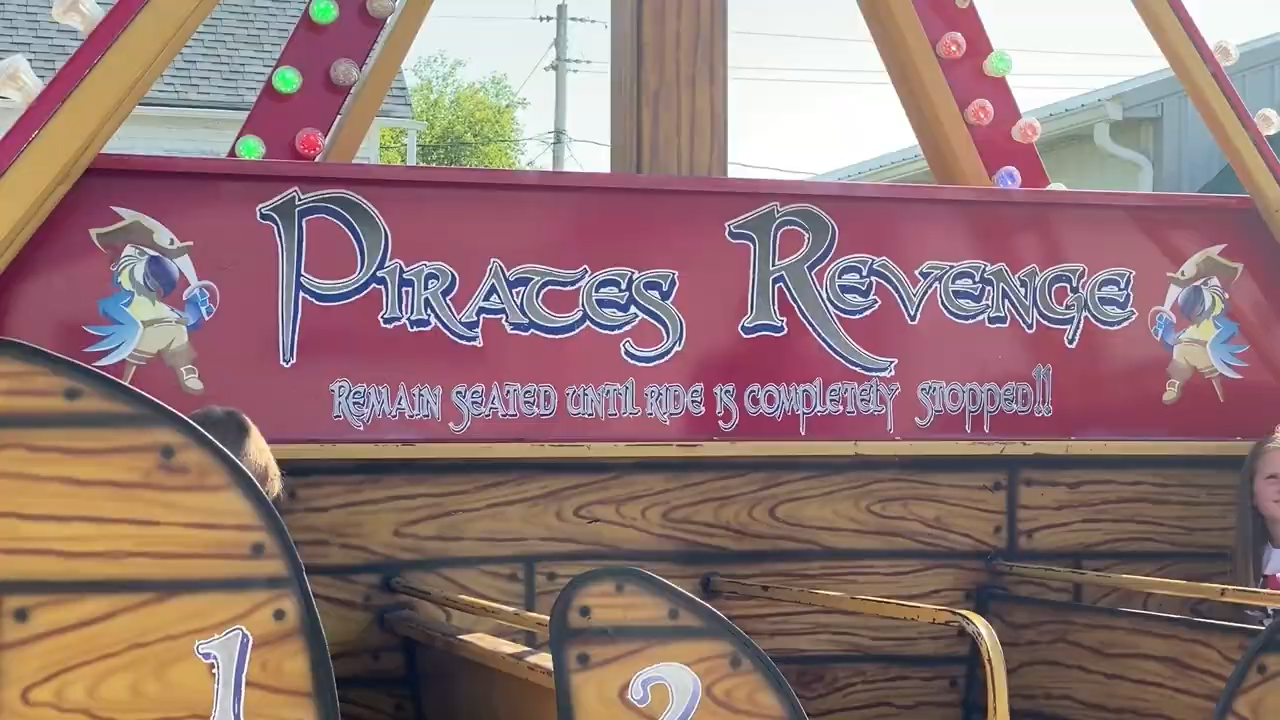 PIRATES REVENGE
REMAIN SEATED UNTIL RIDE IS COMPLETELY STOPPED!!
1
2